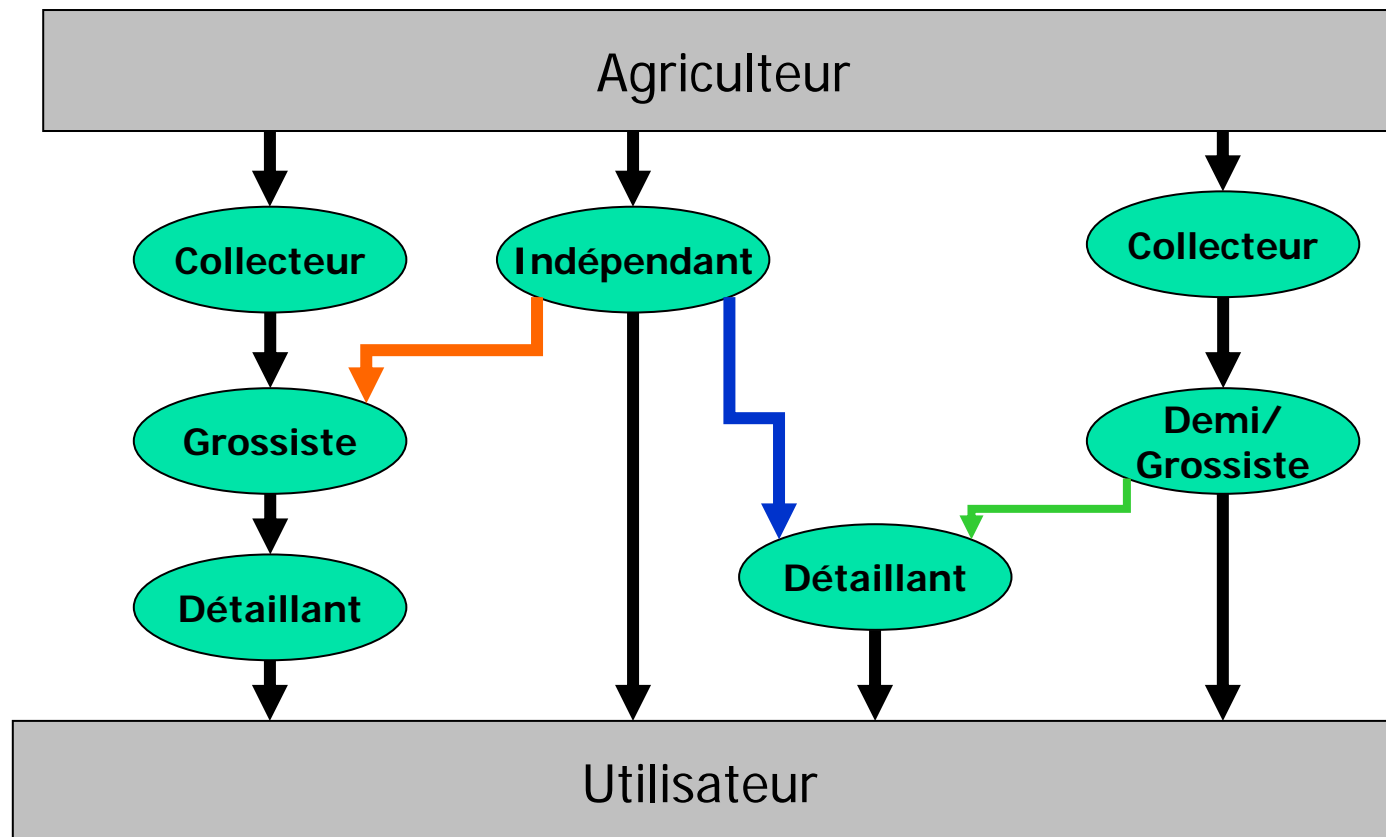 Agriculteur
Collecteur
Indépendant
Collecteur
Grossiste
Demi/
Grossiste
Détaillant
Détaillant
Utilisateur